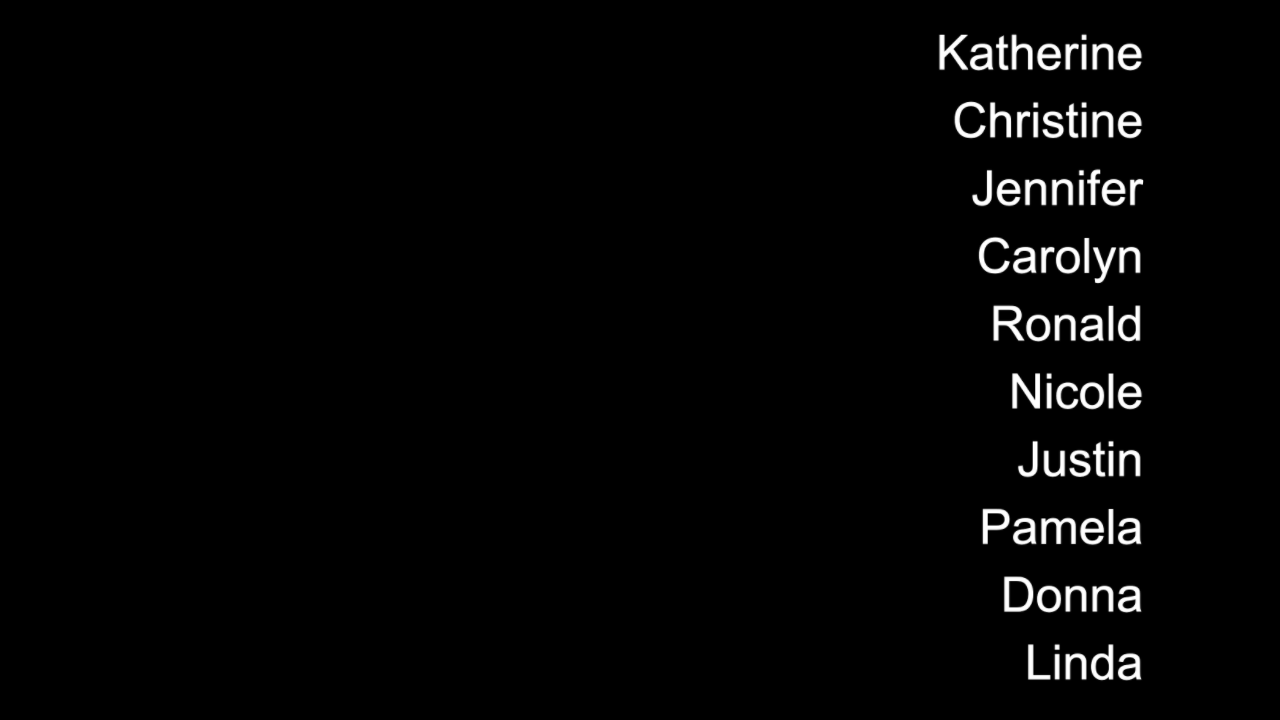 Katherine
Christine
Jennifer
Carolyn
Ronald
Nicole
Justin
Pamela
Donna
Linda